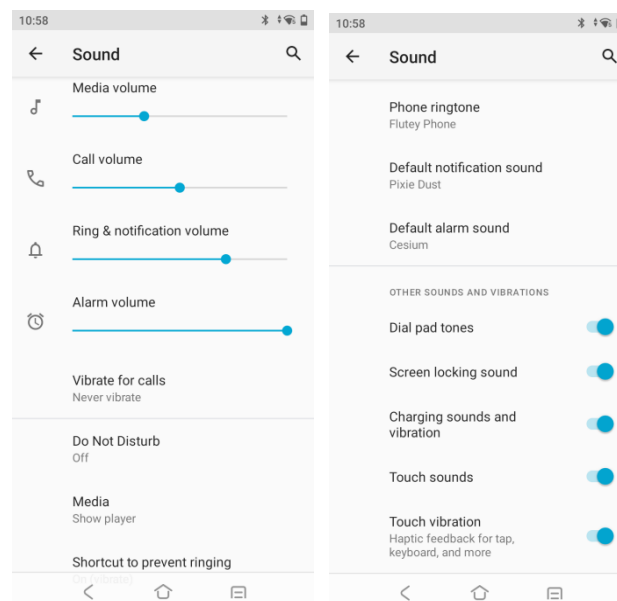 10:58
Sound
Media volume
Call volume
Ring & notification volume
Alarm volume
Vibrate for calls
Never vibrate
Do Not Disturb
Off
Media
Show player
Shortcut to prevent ringing
On (vibrate)
10:58
Sound
Phone ringtone
Flutey Phone
Default notification sound
Pixie Dust
Default alarm sound
Cesium
OTHER SOUNDS AND VIBRATIONS
Dial pad tones
Screen locking sound
Charging sounds and
vibration
Touch sounds
Touch vibration
Haptic feedback for tap,
keyboard, and more